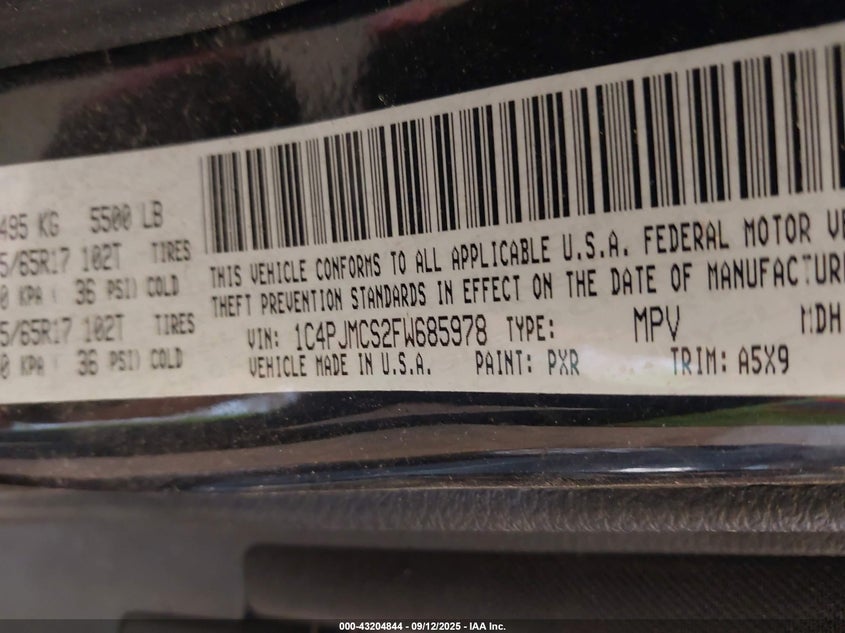 495 KG 5500 LB
5/65R17 102T TIRES
0 KPA ( 36 PSI) COLD
5/65R17 102T TIRES
0 KPA ( 36 PSI) COLD
THIS VEHICLE CONFORMS TO ALL APPLICABLE U.S.A. FEDERAL MOTOR VE
THEFT PREVENTION STANDARDS IN EFFECT ON THE DATE OF MANUFACTUR
VIN: 1C4PJMCS2FW685978 TYPE: MPV MDH
VEHICLE MADE IN U.S.A. PAINT: PXR TRIM: A5X9
000-43204844 - 09/12/2025 - IAA Inc.